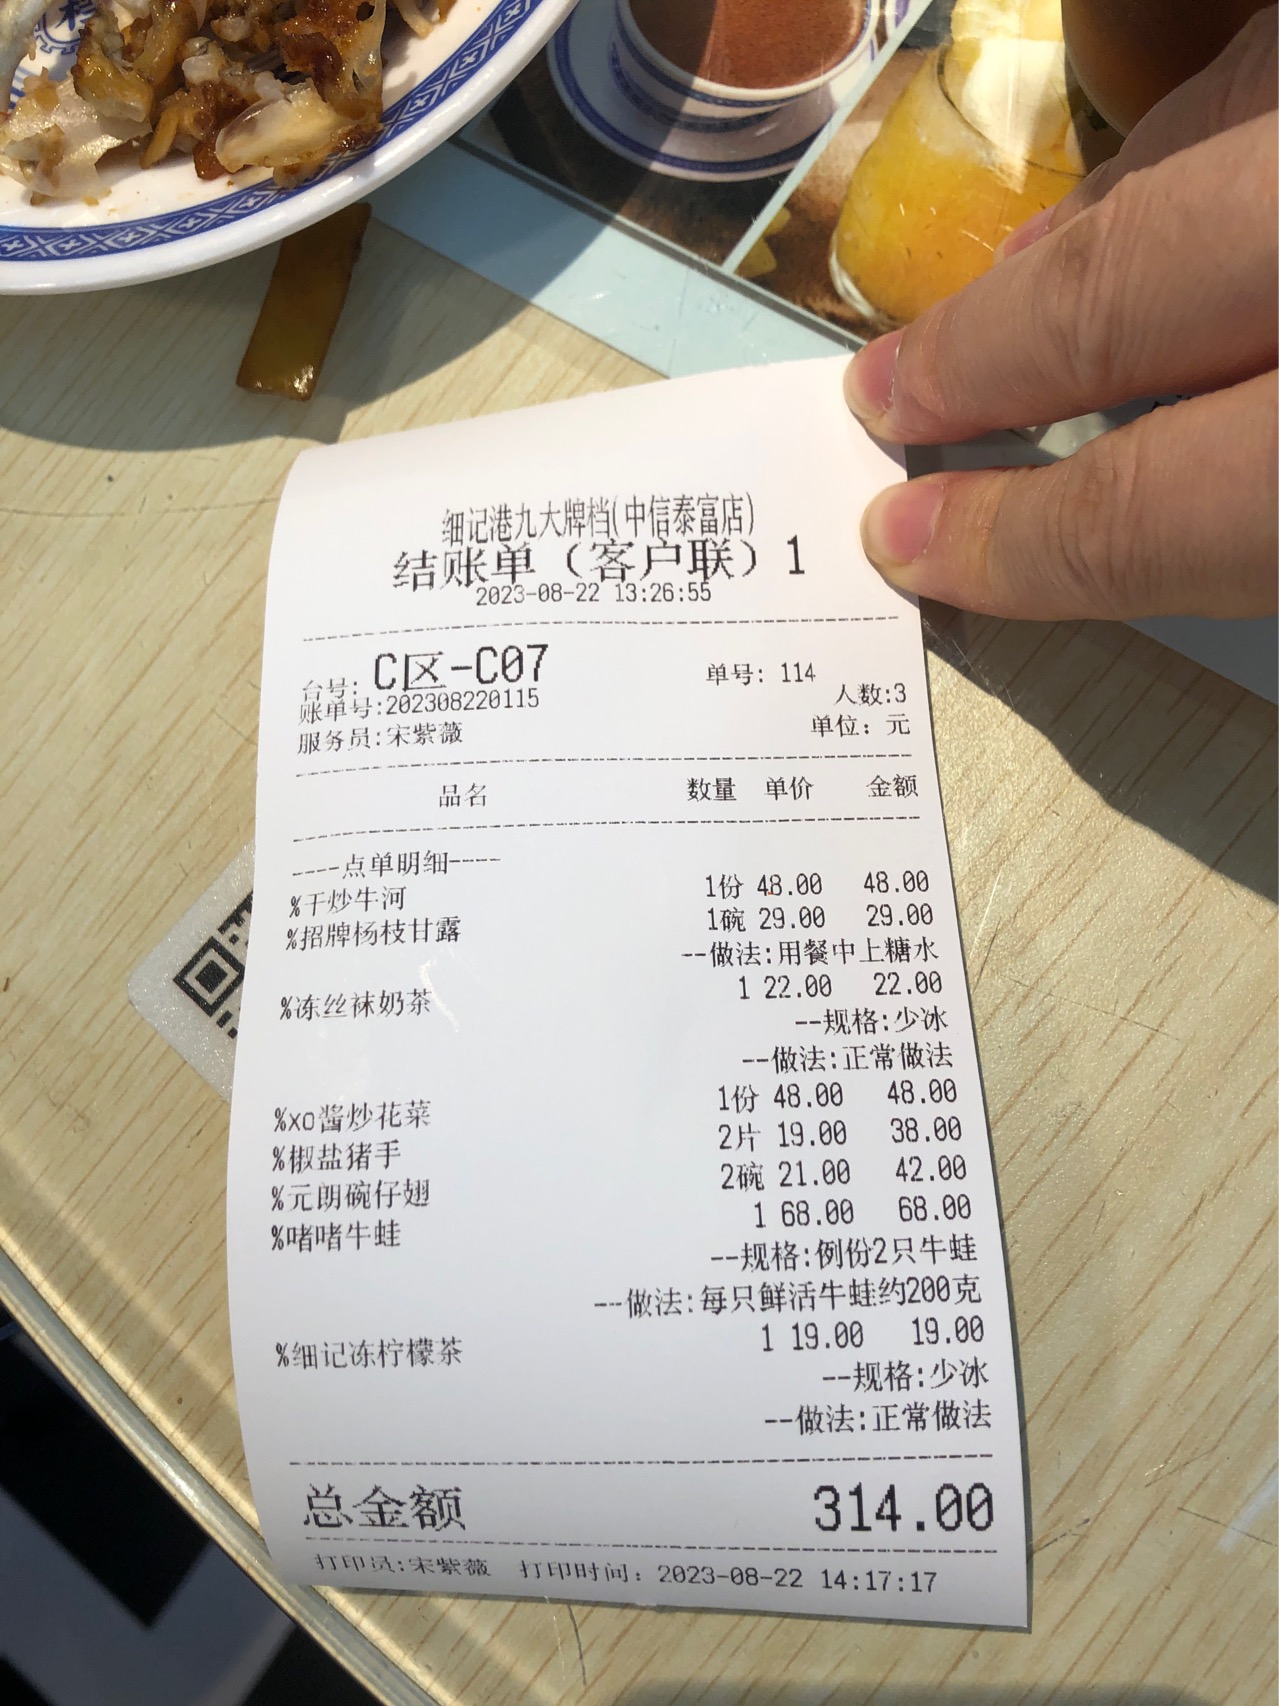 细记港九大牌档(中信泰富店)
结账单（客户联）1
2023-08-22 13:26:55
台号: C区-C07 单号: 114
账单号:202308220115 人数:3
服务员:宋紫薇 单位: 元
品名 数量 单价 金额
----点单明细----
%干炒牛河 1份 48.00 48.00
%招牌杨枝甘露 1碗 29.00 29.00
--做法:用餐中上糖水
%冻丝袜奶茶 1 22.00 22.00
--规格:少冰
--做法:正常做法
%xo酱炒花菜 1份 48.00 48.00
%椒盐猪手 2片 19.00 38.00
%元朗碗仔翅 2碗 21.00 42.00
%啫啫牛蛙 1 68.00 68.00
--规格:例份2只牛蛙
--做法:每只鲜活牛蛙约200克
%细记冻柠檬茶 1 19.00 19.00
--规格:少冰
--做法:正常做法
总金额 314.00
打印员:宋紫薇 打印时间: 2023-08-22 14:17:17